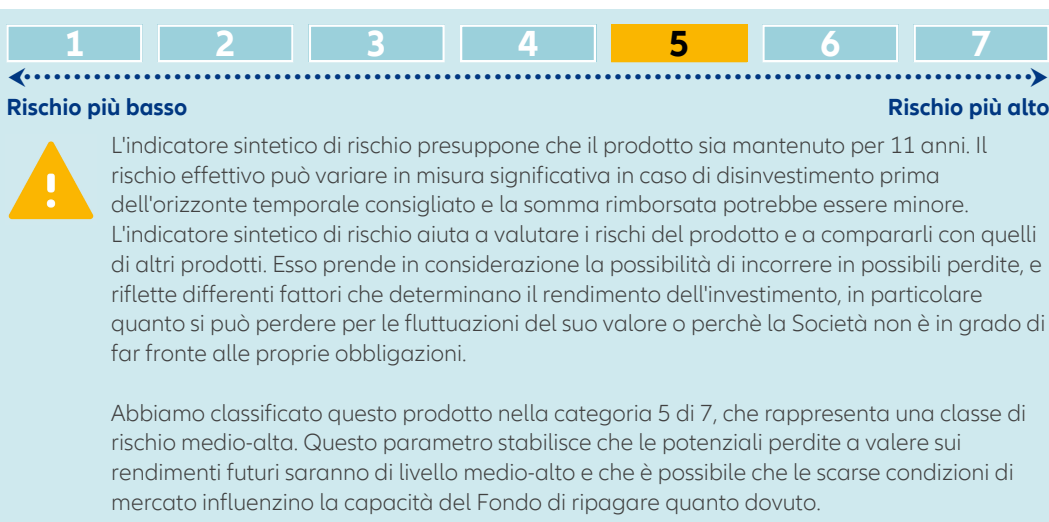 1 2 3 4 5 6 7
Rischio più basso Rischio più alto
L'indicatore sintetico di rischio presuppone che il prodotto sia mantenuto per 11 anni. Il
rischio effettivo può variare in misura significativa in caso di disinvestimento prima
dell'orizzonte temporale consigliato e la somma rimborsata potrebbe essere minore.
L'indicatore sintetico di rischio aiuta a valutare i rischi del prodotto e a compararli con quelli
di altri prodotti. Esso prende in considerazione la possibilità di incorrere in possibili perdite, e
riflette differenti fattori che determinano il rendimento dell'investimento, in particolare
quanto si può perdere per le fluttuazioni del suo valore o perchè la Società non è in grado di
far fronte alle proprie obbligazioni.
Abbiamo classificato questo prodotto nella categoria 5 di 7, che rappresenta una classe di
rischio medio-alta. Questo parametro stabilisce che le potenziali perdite a valere sui
rendimenti futuri saranno di livello medio-alto e che è possibile che le scarse condizioni di
mercato influenzino la capacità del Fondo di ripagare quanto dovuto.